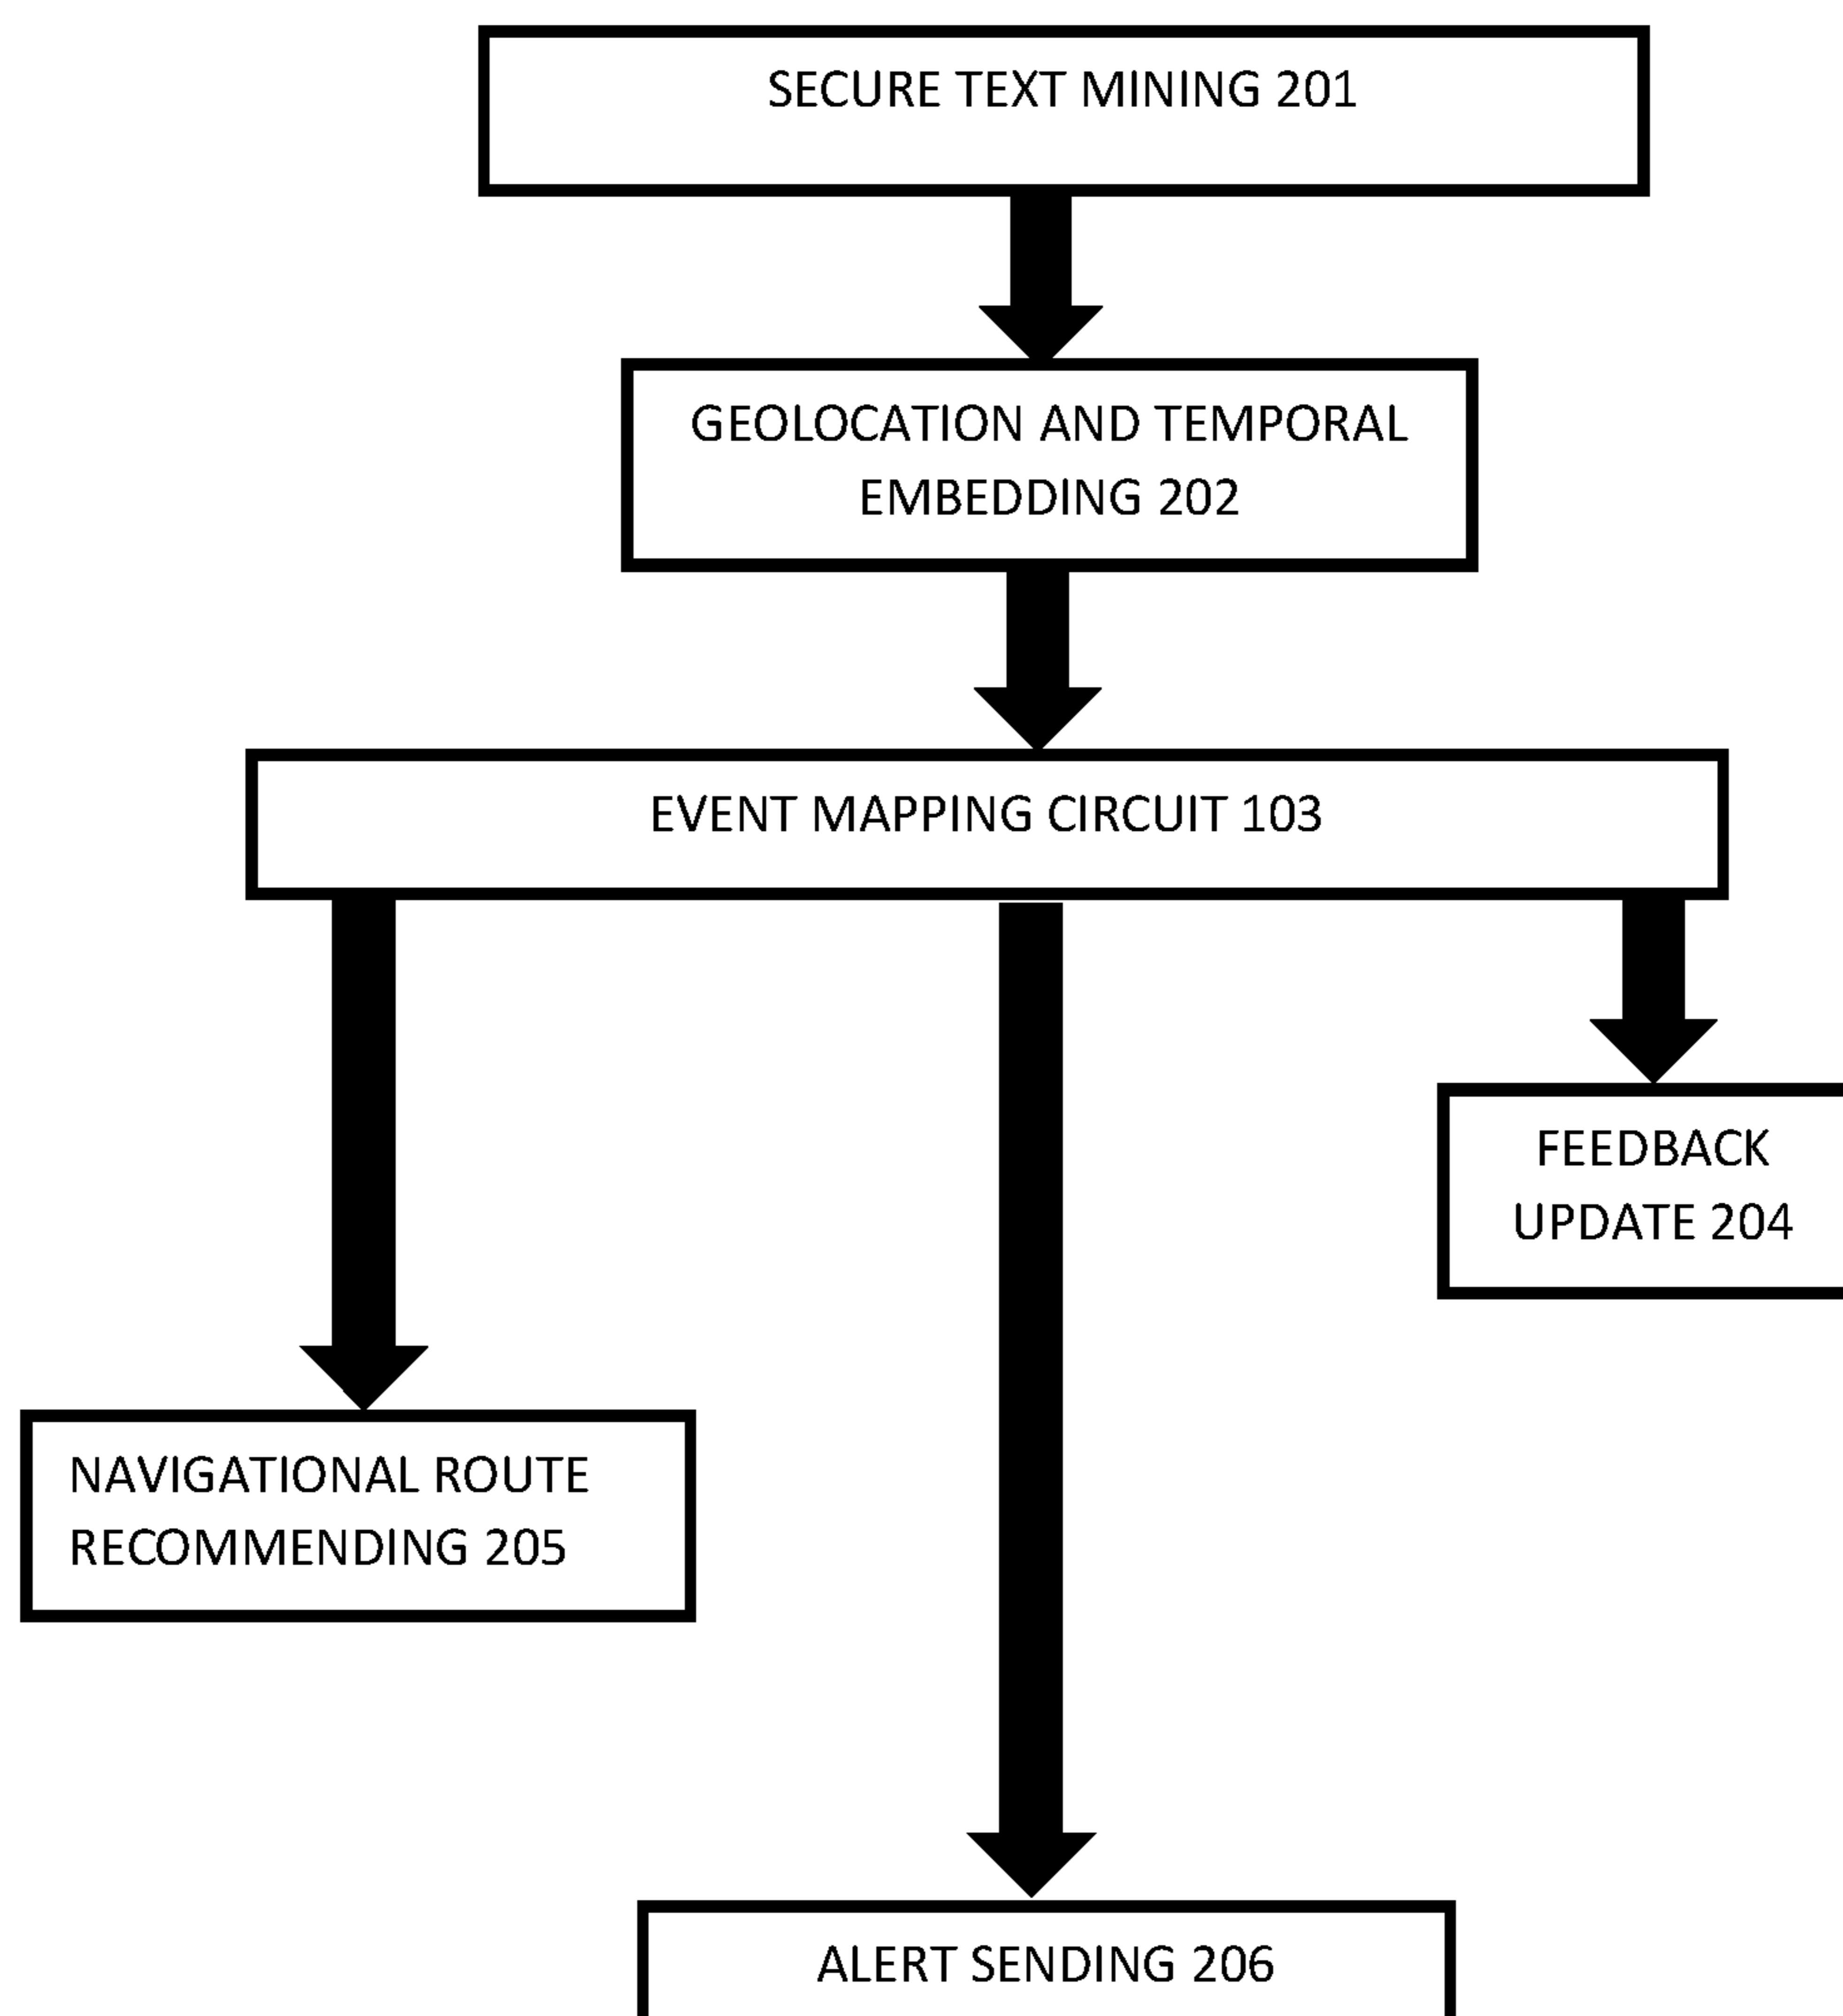 SECURE TEXT MINING 201
GEOLOCATION AND TEMPORAL
EMBEDDING 202
EVENT MAPPING CIRCUIT 103
FEEDBACK
UPDATE 204
NAVIGATIONAL ROUTE
RECOMMENDING 205
ALERT SENDING 206